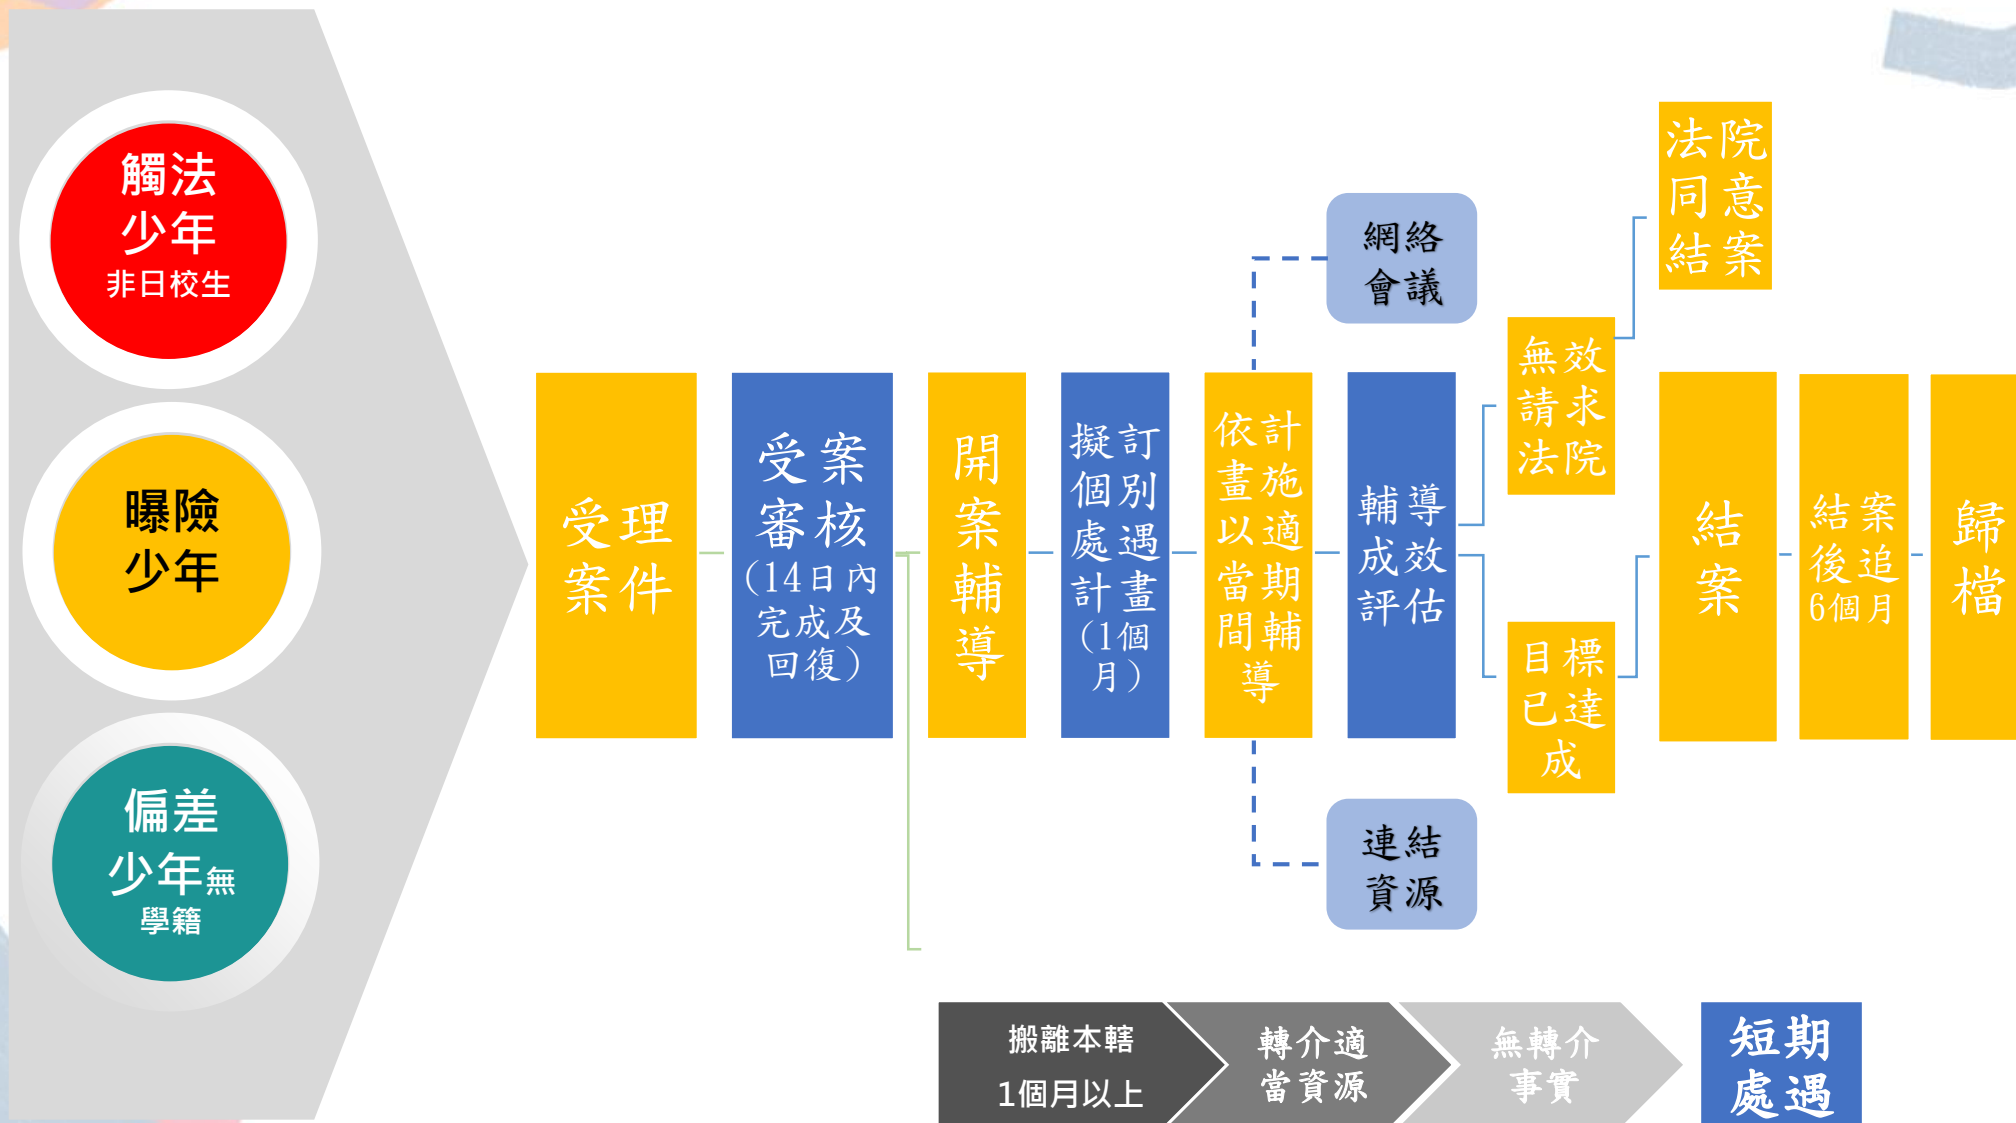 觸法
少年
非日校生
曝險
少年
偏差
少年無
學籍
受理
案件
受案
審核
(14日內
完成及
回復)
開
案
輔
導
擬訂
個別
處遇
計畫
(1個
月)
依計
畫施
以適
當期
間輔
導
網絡
會議
連結
資源
輔導
成效
評估
無效
請求
法院
目標
已達
成
法院
同意
結案
結
案
結案
後追
6個月
歸
檔
搬離本轄
1個月以上
轉介適
當資源
無轉介
事實
短期
處遇